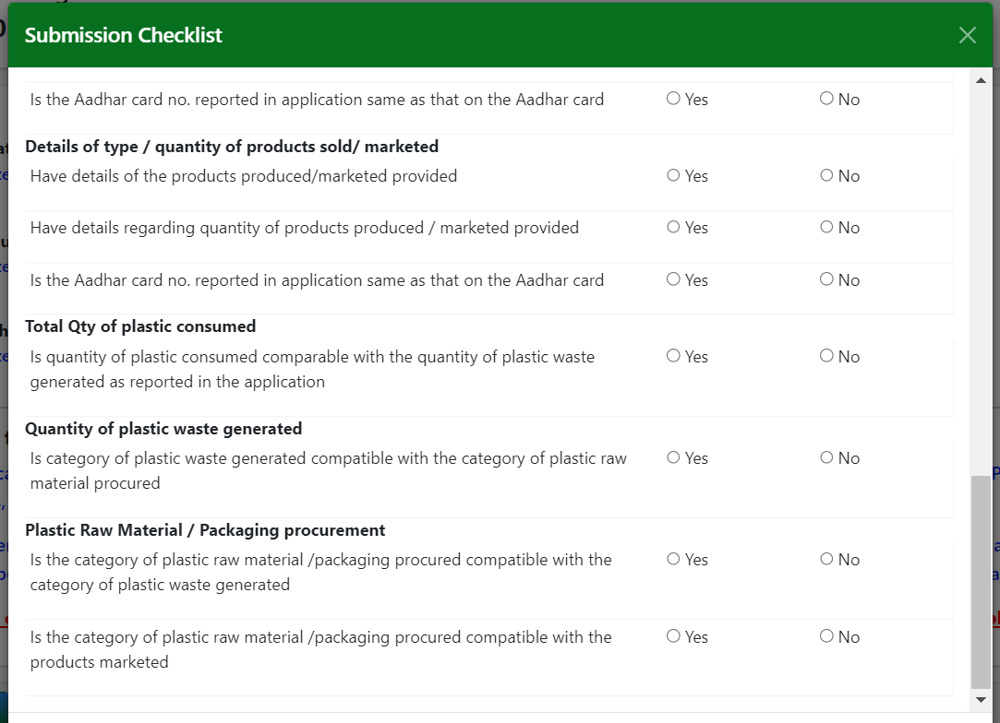 Submission Checklist
Is the Aadhar card no. reported in application same as that on the Aadhar card Yes No
Details of type / quantity of products sold/ marketed
Have details of the products produced/marketed provided Yes No
Have details regarding quantity of products produced / marketed provided Yes No
Is the Aadhar card no. reported in application same as that on the Aadhar card Yes No
Total Qty of plastic consumed
Is quantity of plastic consumed comparable with the quantity of plastic waste Yes No
generated as reported in the application
Quantity of plastic waste generated
Is category of plastic waste generated compatible with the category of plastic raw Yes No
material procured
Plastic Raw Material / Packaging procurement
Is the category of plastic raw material /packaging procured compatible with the Yes No
category of plastic waste generated
Is the category of plastic raw material /packaging procured compatible with the Yes No
products marketed